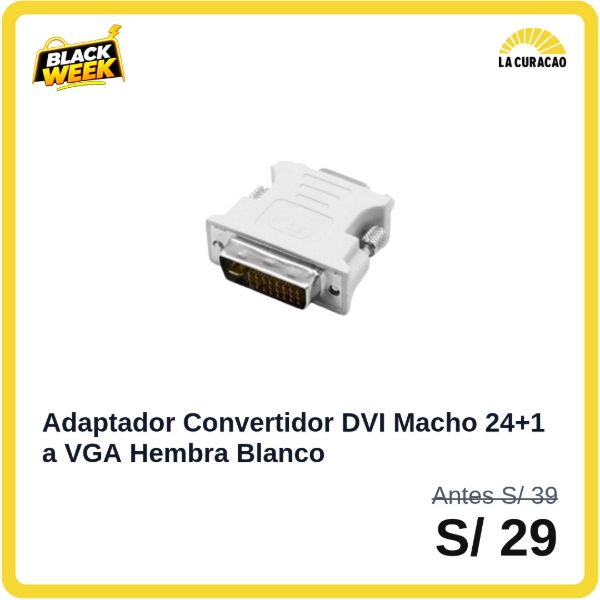 BLACK
WEEK
LA CURACAO
Adaptador Convertidor DVI Macho 24+1
a VGA Hembra Blanco
Antes S/ 39
S/ 29